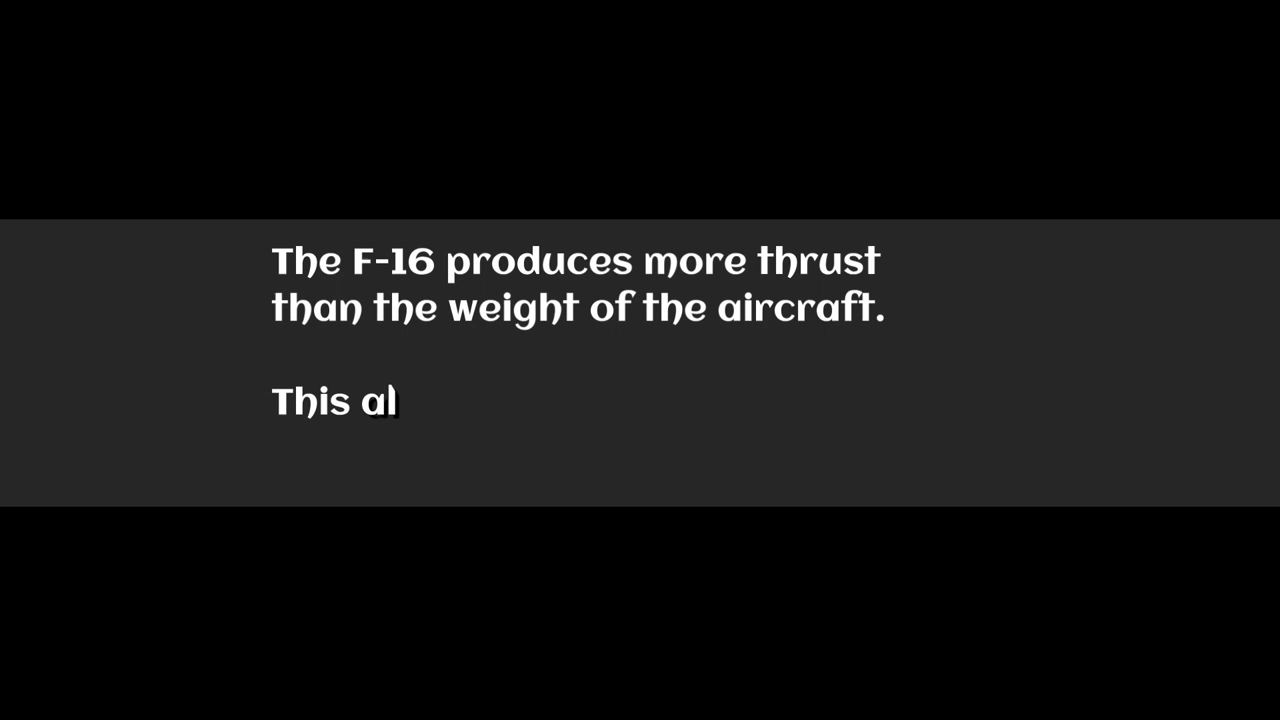 The F-16 produces more thrust
than the weight of the aircraft.
This al